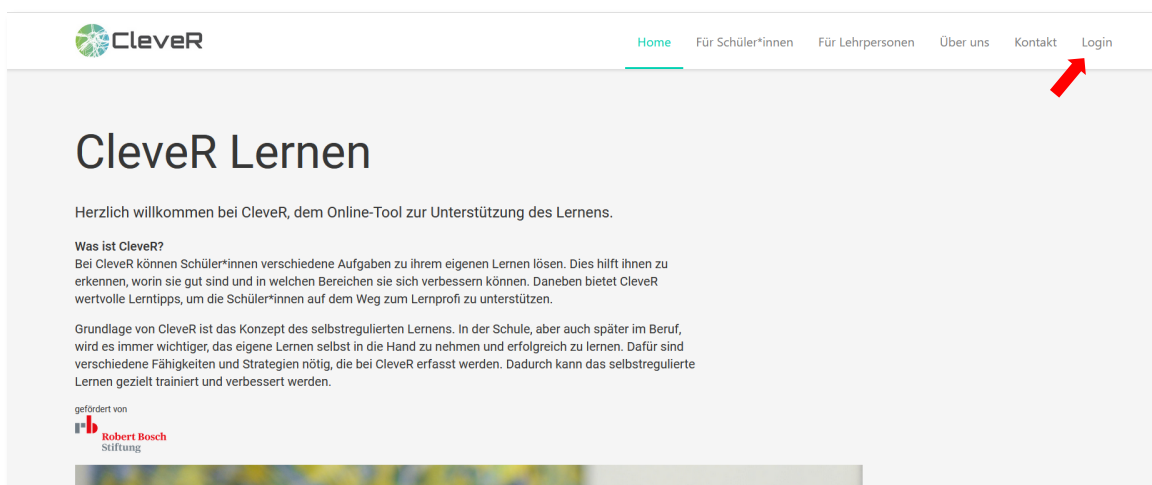 CleveR
Home Für Schüler*innen Für Lehrpersonen Über uns Kontakt Login
CleveR Lernen
Herzlich willkommen bei CleveR, dem Online-Tool zur Unterstützung des Lernens.
Was ist CleveR?
Bei CleveR können Schüler*innen verschiedene Aufgaben zu ihrem eigenen Lernen lösen. Dies hilft ihnen zu
erkennen, worin sie gut sind und in welchen Bereichen sie sich verbessern können. Daneben bietet CleveR
wertvolle Lerntipps, um die Schüler*innen auf dem Weg zum Lernprofi zu unterstützen.
Grundlage von CleveR ist das Konzept des selbstregulierten Lernens. In der Schule, aber auch später im Beruf,
wird es immer wichtiger, das eigene Lernen selbst in die Hand zu nehmen und erfolgreich zu lernen. Dafür sind
verschiedene Fähigkeiten und Strategien nötig, die bei CleveR erfasst werden. Dadurch kann das selbstregulierte
Lernen gezielt trainiert und verbessert werden.
gefördert von
rb
Robert Bosch
Stiftung